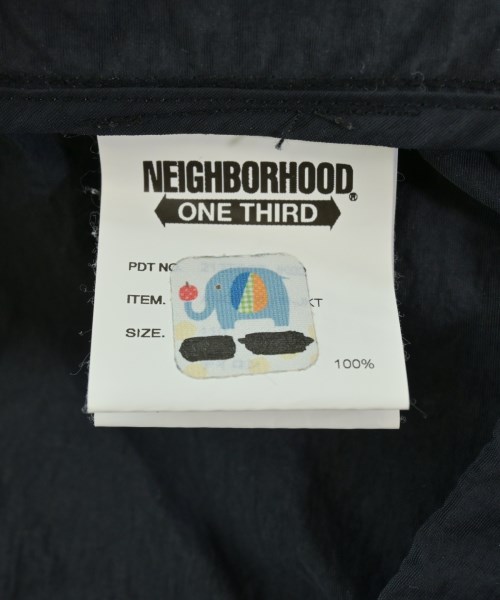 NEIGHBORHOOD®
ONE THIRD
PDT NO
ITEM. KT
SIZE.
100%